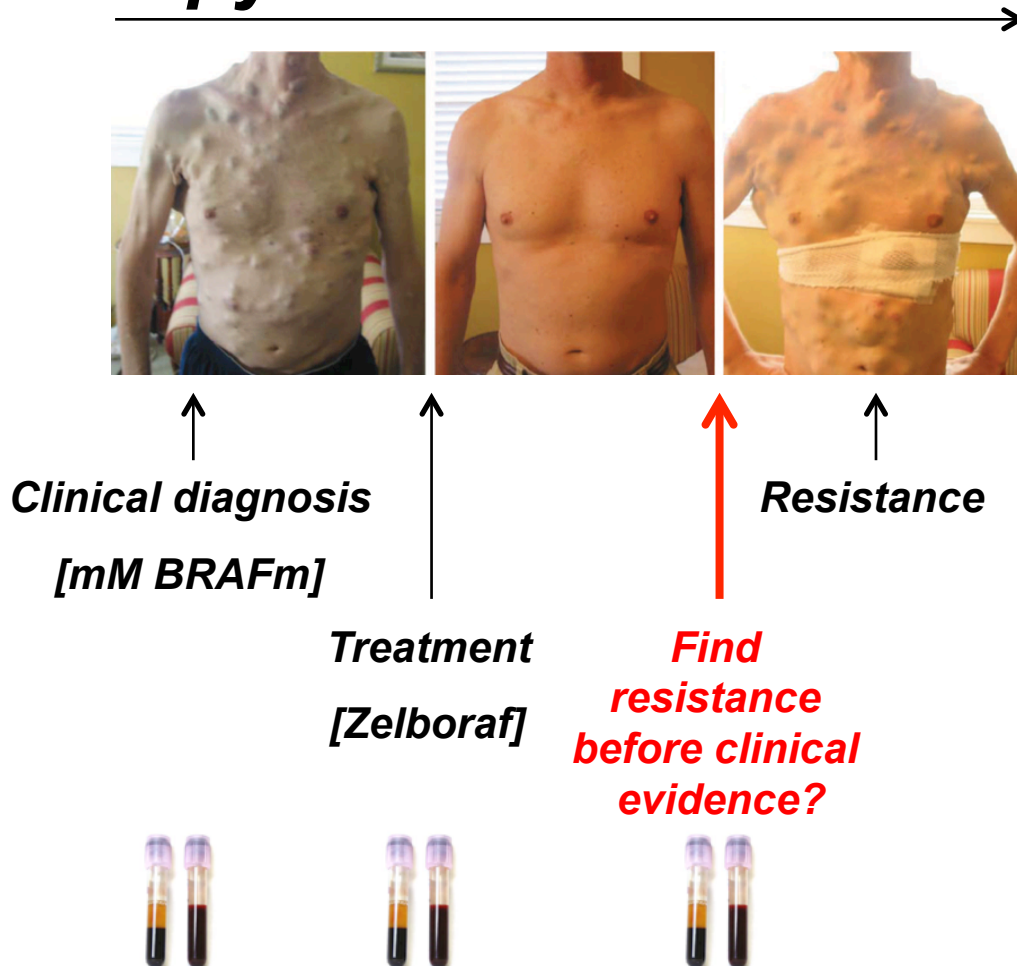 Clinical diagnosis
[mM BRAFm]
Resistance
Treatment
[Zelboraf]
Find
resistance
before clinical
evidence?